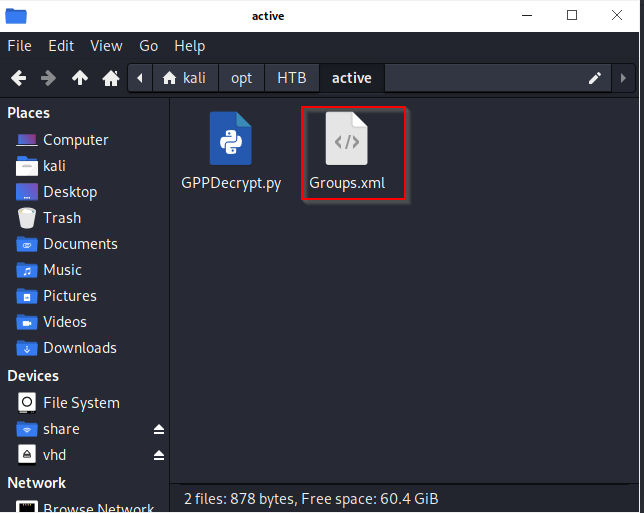 active
File Edit View Go Help
kali opt HTB active
Places
Computer
kali
Desktop
Trash
Documents
Music
Pictures
Videos
Downloads
Devices
File System
share
vhd
Network
Browse Network
GPPDecrypt.py Groups.xml
2 files: 878 bytes, Free space: 60.4 GiB